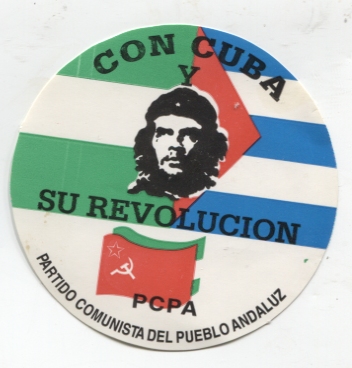 CON CUBA
Y
SU REVOLUCION
PCPA
PARTIDO COMUNISTA DEL PUEBLO ANDALUZ